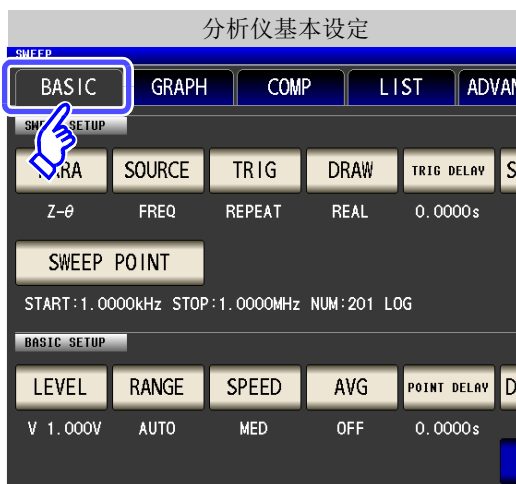 分析仪基本设定
SWEEP
BASIC GRAPH COMP LIST
SETUP
SOURCE TRIG DRAW TRIG DELAY
Z-θ FREQ REPEAT REAL 0.0000s
SWEEP POINT
START:1.0000kHz STOP:1.0000MHz NUM:201 LOG
BASIC SETUP
LEVEL RANGE SPEED AVG POINT DELAY
V 1.000V AUTO MED OFF 0.0000s